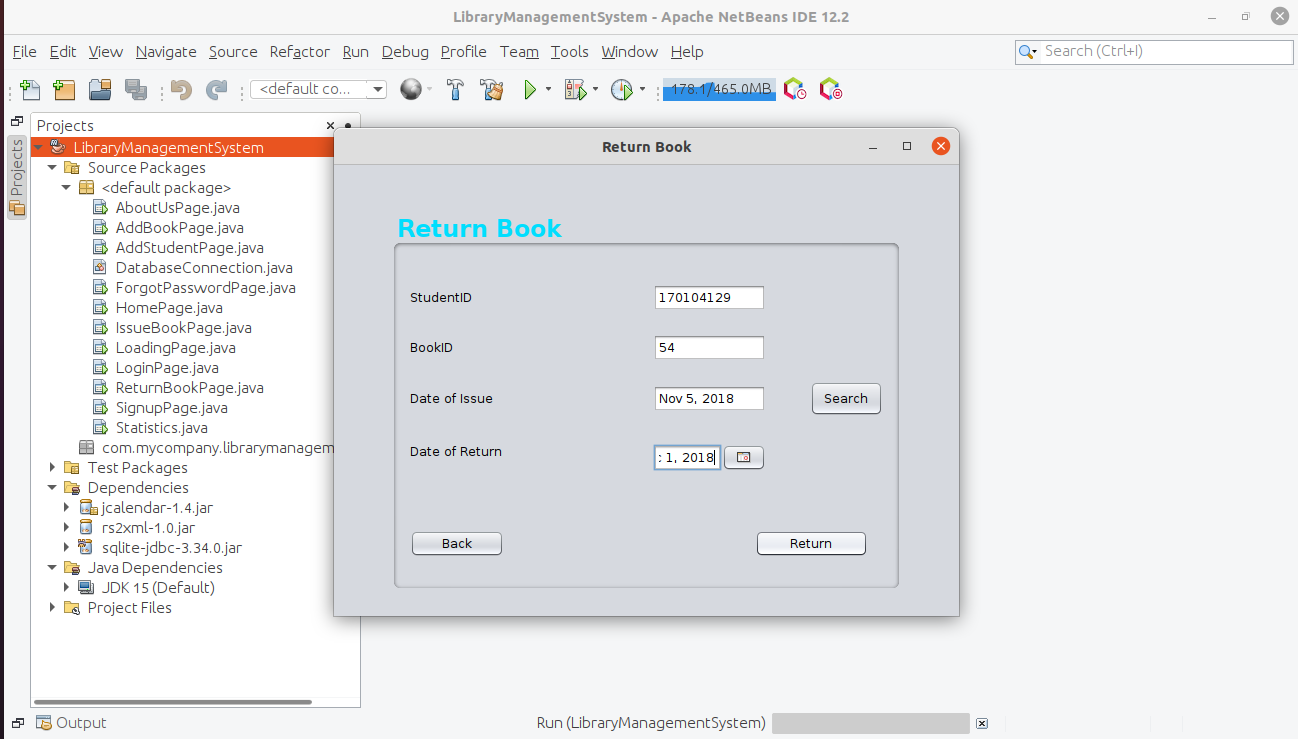 LibraryManagementSystem - Apache NetBeans IDE 12.2
File Edit View Navigate Source Refactor Run Debug Profile Team Tools Window Help
Search (Ctrl+I)
<default co...
178.1/465.0MB
Projects
Projects
LibraryManagementSystem
Source Packages
<default package>
AboutUsPage.java
AddBookPage.java
AddStudentPage.java
DatabaseConnection.java
ForgotPasswordPage.java
HomePage.java
IssueBookPage.java
LoadingPage.java
LoginPage.java
ReturnBookPage.java
SignupPage.java
Statistics.java
com.mycompany.librarymanagem
Test Packages
Dependencies
jcalendar-1.4.jar
rs2xml-1.0.jar
sqlite-jdbc-3.34.0.jar
Java Dependencies
JDK 15 (Default)
Project Files
Return Book
Return Book
StudentID 170104129
BookID 54
Date of Issue Nov 5, 2018 Search
Date of Return : 1, 2018
Back Return
Output
Run (LibraryManagementSystem)